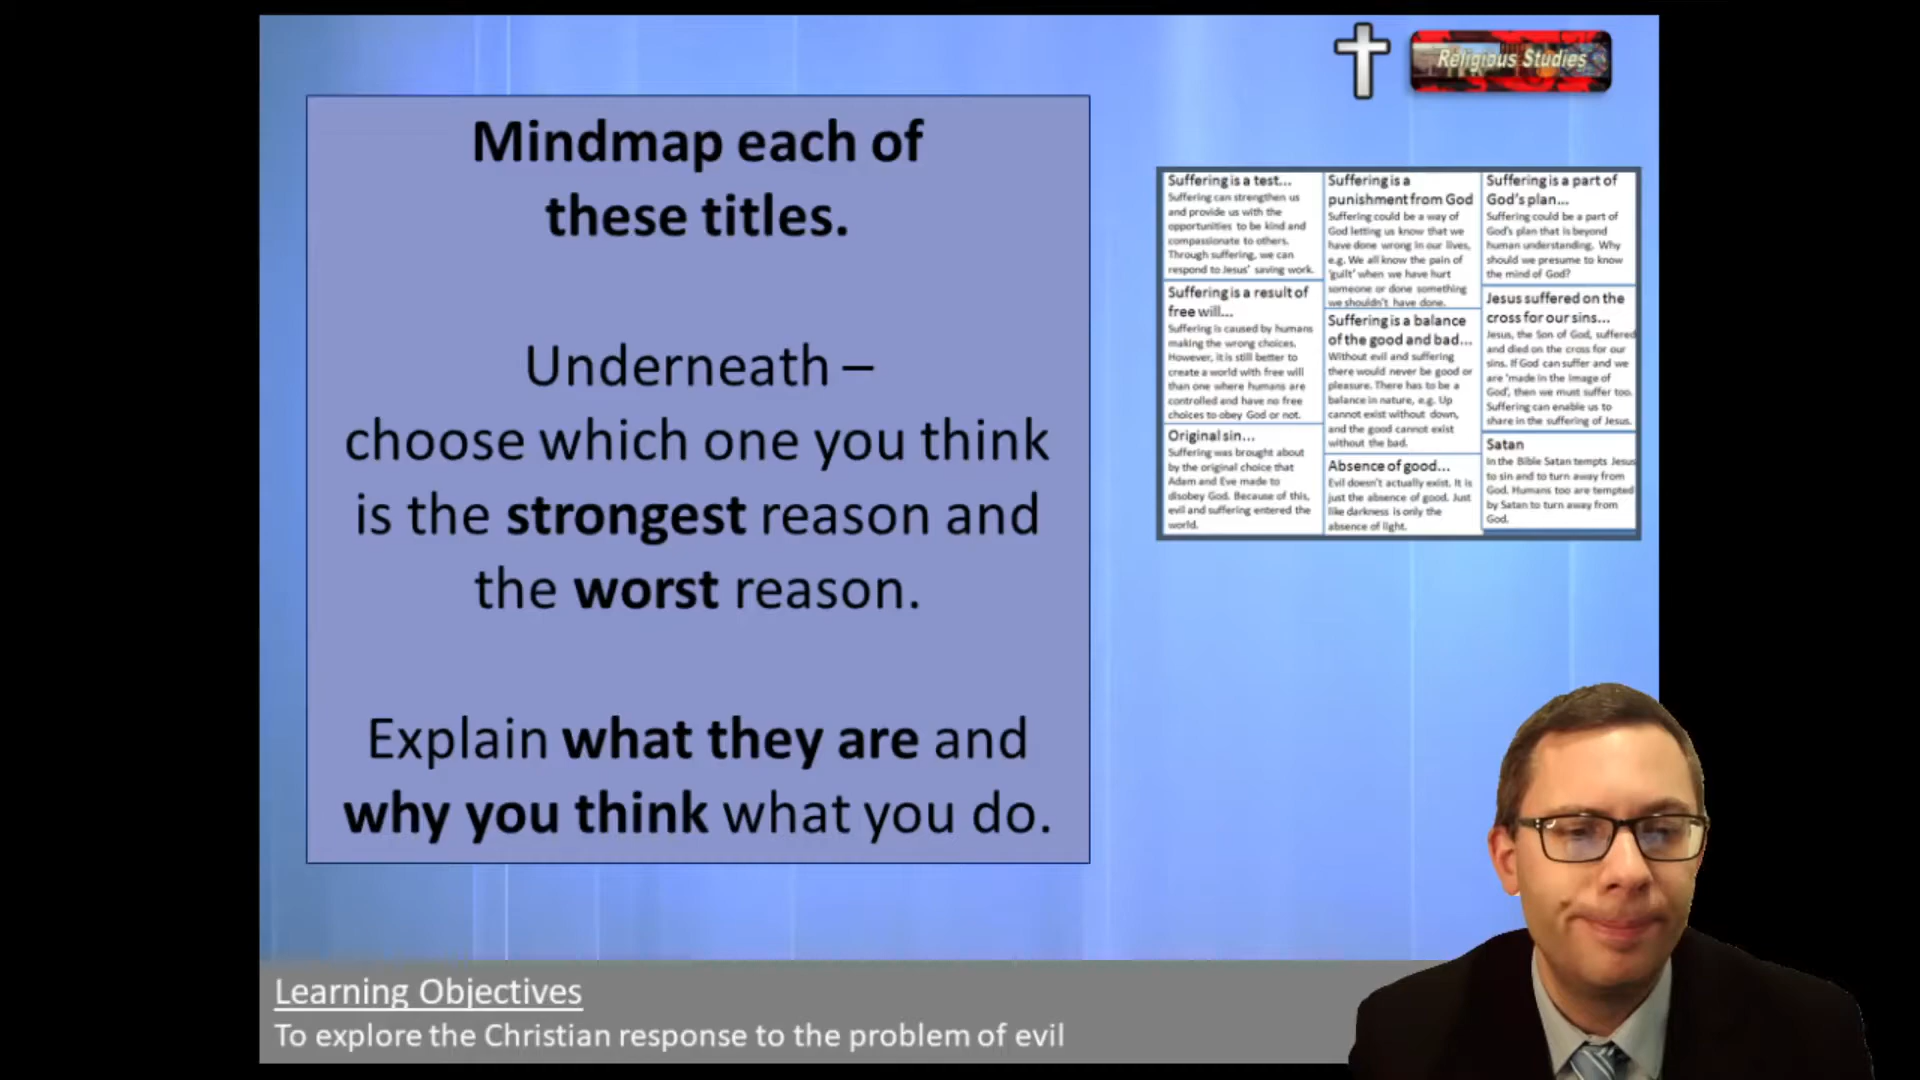 Religious Studies
Mindmap each of
these titles.
Underneath –
choose which one you think
is the strongest reason and
the worst reason.
Explain what they are and
why you think what you do.
Suffering is a test...
Suffering can strengthen us
and provide us with the
opportunities to be kind and
compassionate to others.
Through suffering, we can
respond to Jesus' saving work.
Suffering is a result of
free will...
Suffering is caused by humans
making the wrong choices.
However, it is still better to
create a world with free will
than one where humans are
controlled and have no free
choices to obey God or not.
Original sin...
Suffering was brought about
by the original choice that
Adam and Eve made to
disobey God. Because of this,
evil and suffering entered the
world.
Suffering is a
punishment from God
Suffering could be a way of
God letting us know that we
have done wrong in our lives,
e.g. We all know the pain of
'guilt' when we have hurt
someone or done something
we shouldn't have done.
Suffering is a balance
of the good and bad...
Without evil and suffering
there would never be good or
pleasure. There has to be a
balance in nature, e.g. Up
cannot exist without down,
and the good cannot exist
without the bad.
Absence of good...
Evil doesn't actually exist. It is
just the absence of good. Just
like darkness is only the
absence of light.
Suffering is a part of
God's plan...
Suffering could be a part of
God's plan that is beyond
human understanding. Why
should we presume to know
the mind of God?
Jesus suffered on the
cross for our sins...
Jesus, the Son of God, suffered
and died on the cross for our
sins. If God can suffer and we
are 'made in the image of
God', then we must suffer too.
Suffering can enable us to
share in the suffering of Jesus.
Satan
In the Bible Satan tempts Jesus
to sin and to turn away from
God. Humans too are tempted
by Satan to turn away from
God.
Learning Objectives
To explore the Christian response to the problem of evil